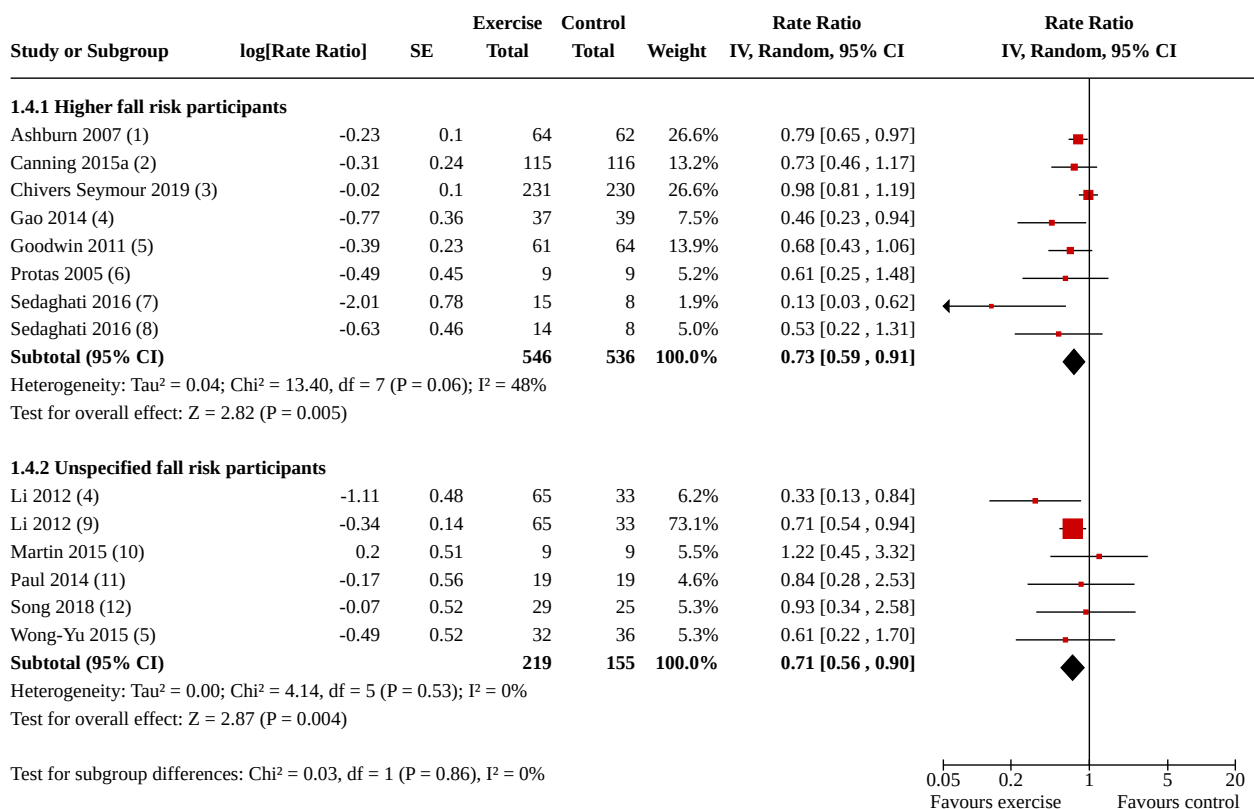 Exercise Control Rate Ratio Rate Ratio
Study or Subgroup log[Rate Ratio] SE Total Total Weight IV, Random, 95% CI IV, Random, 95% CI
1.4.1 Higher fall risk participants
Ashburn 2007 (1) -0.23 0.1 64 62 26.6% 0.79 [0.65 , 0.97]
Canning 2015a (2) -0.31 0.24 115 116 13.2% 0.73 [0.46 , 1.17]
Chivers Seymour 2019 (3) -0.02 0.1 231 230 26.6% 0.98 [0.81 , 1.19]
Gao 2014 (4) -0.77 0.36 37 39 7.5% 0.46 [0.23 , 0.94]
Goodwin 2011 (5) -0.39 0.23 61 64 13.9% 0.68 [0.43 , 1.06]
Protas 2005 (6) -0.49 0.45 9 9 5.2% 0.61 [0.25 , 1.48]
Sedaghati 2016 (7) -2.01 0.78 15 8 1.9% 0.13 [0.03 , 0.62]
Sedaghati 2016 (8) -0.63 0.46 14 8 5.0% 0.53 [0.22 , 1.31]
Subtotal (95% CI) 546 536 100.0% 0.73 [0.59 , 0.91]
Heterogeneity: Tau² = 0.04; Chi² = 13.40, df = 7 (P = 0.06); I² = 48%
Test for overall effect: Z = 2.82 (P = 0.005)
1.4.2 Unspecified fall risk participants
Li 2012 (4) -1.11 0.48 65 33 6.2% 0.33 [0.13 , 0.84]
Li 2012 (9) -0.34 0.14 65 33 73.1% 0.71 [0.54 , 0.94]
Martin 2015 (10) 0.2 0.51 9 9 5.5% 1.22 [0.45 , 3.32]
Paul 2014 (11) -0.17 0.56 19 19 4.6% 0.84 [0.28 , 2.53]
Song 2018 (12) -0.07 0.52 29 25 5.3% 0.93 [0.34 , 2.58]
Wong-Yu 2015 (5) -0.49 0.52 32 36 5.3% 0.61 [0.22 , 1.70]
Subtotal (95% CI) 219 155 100.0% 0.71 [0.56 , 0.90]
Heterogeneity: Tau² = 0.00; Chi² = 4.14, df = 5 (P = 0.53); I² = 0%
Test for overall effect: Z = 2.87 (P = 0.004)
Test for subgroup differences: Chi² = 0.03, df = 1 (P = 0.86), I² = 0%
0.05 0.2 1 5 20
Favours exercise Favours control